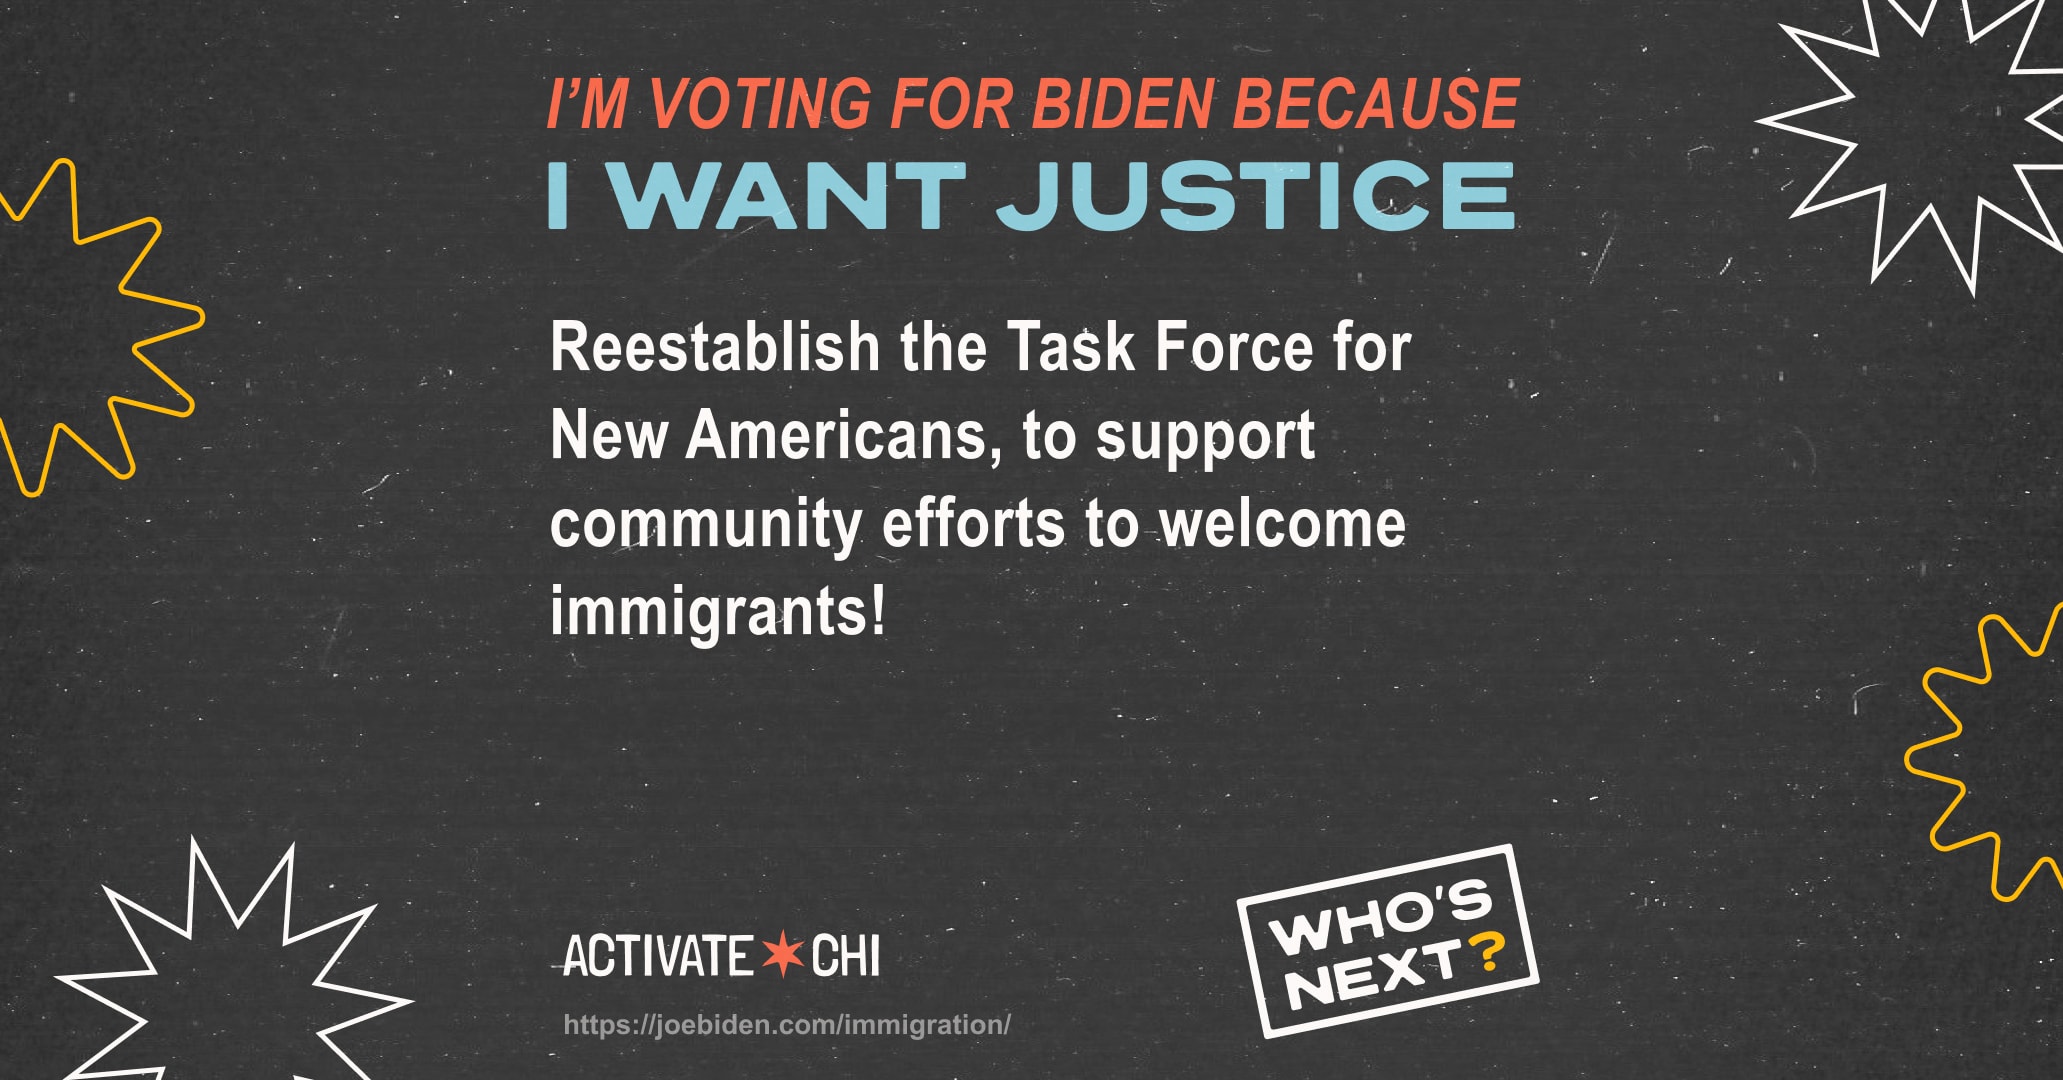 I'M VOTING FOR BIDEN BECAUSE
I WANT JUSTICE
Reestablish the Task Force for
New Americans, to support
community efforts to welcome
immigrants!
ACTIVATE CHI
https://joebiden.com/immigration/
WHO'S
NEXT?